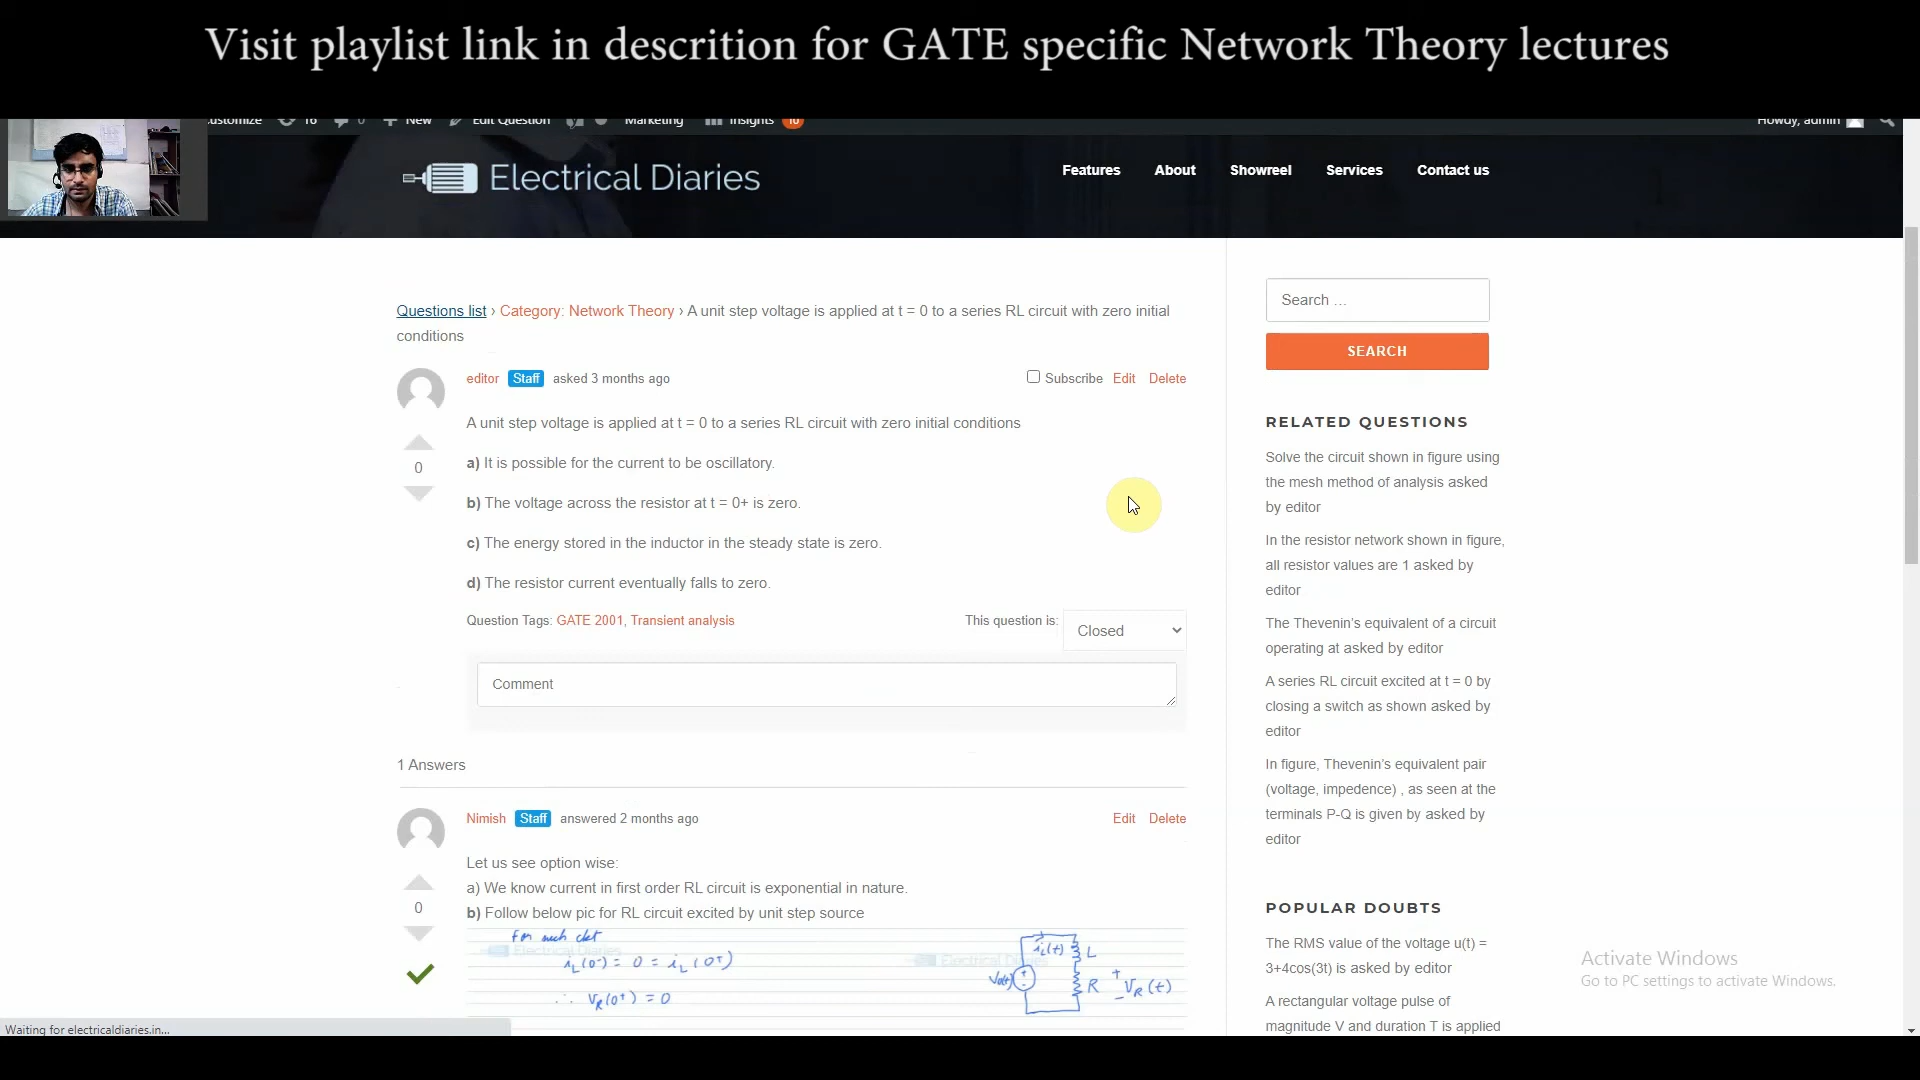 Visit playlist link in descrition for GATE specific Network Theory lectures
ustomize 16 0 New Edit Question Marketing Insights 10 Howdy, admin
Electrical Diaries
Features About Showreel Services Contact us
Questions list › Category: Network Theory › A unit step voltage is applied at t = 0 to a series RL circuit with zero initial
conditions
editor Staff asked 3 months ago Subscribe Edit Delete
0
A unit step voltage is applied at t = 0 to a series RL circuit with zero initial conditions
a) It is possible for the current to be oscillatory.
b) The voltage across the resistor at t = 0+ is zero.
c) The energy stored in the inductor in the steady state is zero.
d) The resistor current eventually falls to zero.
Question Tags: GATE 2001, Transient analysis This question is: Closed
Comment
1 Answers
Nimish Staff answered 2 months ago Edit Delete
0
Let us see option wise:
a) We know current in first order RL circuit is exponential in nature.
b) Follow below pic for RL circuit excited by unit step source
For such ckt
Electrical Diaries
iL(0-) = 0 = iL(0+)
∴ VR(0+) = 0
iL(t) L
Electrical Diaries
R + VR(t) -
Search ...
SEARCH
RELATED QUESTIONS
Solve the circuit shown in figure using
the mesh method of analysis asked
by editor
In the resistor network shown in figure,
all resistor values are 1 asked by
editor
The Thevenin's equivalent of a circuit
operating at asked by editor
A series RL circuit excited at t = 0 by
closing a switch as shown asked by
editor
In figure, Thevenin's equivalent pair
(voltage, impedence) , as seen at the
terminals P-Q is given by asked by
editor
POPULAR DOUBTS
The RMS value of the voltage u(t) =
3+4cos(3t) is asked by editor
A rectangular voltage pulse of
magnitude V and duration T is applied
Activate Windows
Go to PC settings to activate Windows.
Waiting for electricaldiaries.in...